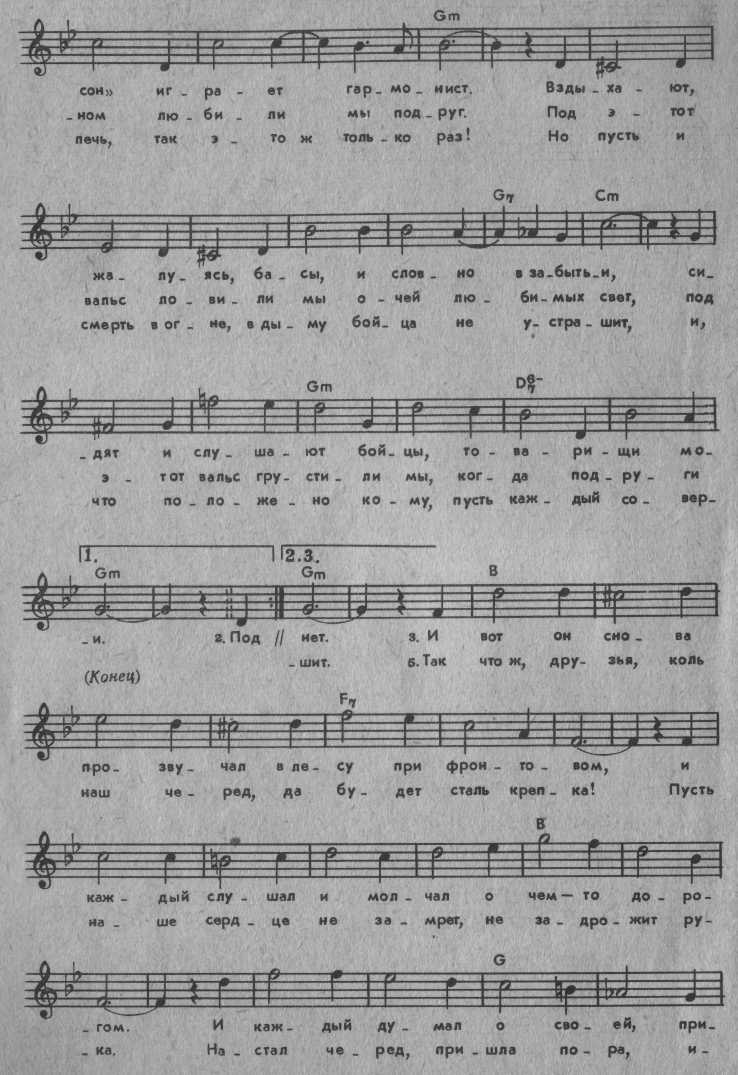 Gm
сон» иг - ра - ет гар - мо - нист. Взды - ха - ют,
- ном лю - би - ли мы под - руг. Под э - тот
печь, так э - то ж толь - ко раз! Но пусть и
G7 Cm
жа - лу - ясь, ба - сы, и слов - но в за - быть - и, си -
вальс ло - ви - ли мы о - чей лю - би - мых свет, под
смерть в ог - не, в ды - му бой - ца не у - стра - шит, и,
Gm D6-7
- дят и слу - ша - ют бой - цы, то - ва - ри - щи мо -
э - тот вальс гру - сти - ли мы, ког - да под - ру - ги
что по - ло - же - но ко - му, пусть каж - дый со - вер -
1. 2.3.
Gm Gm B
- и. 2. Под // нет. 3. И вот он сно - ва
- шит. 5. Так что ж, дру - зья, коль
(Конец)
F7
про - зву - чал в ле - су при фрон - то - вом, и
наш че - ред, да бу - дет сталь креп - ка! Пусть
B
каж - дый слу - шал и мол - чал о чем — то до - ро -
на - ше серд - це не за - мрет, не за - дро - жит ру -
G
- гом. И каж - дый ду - мал о сво - ей, при -
- ка. На - стал че - ред, при - шла по - ра, и -